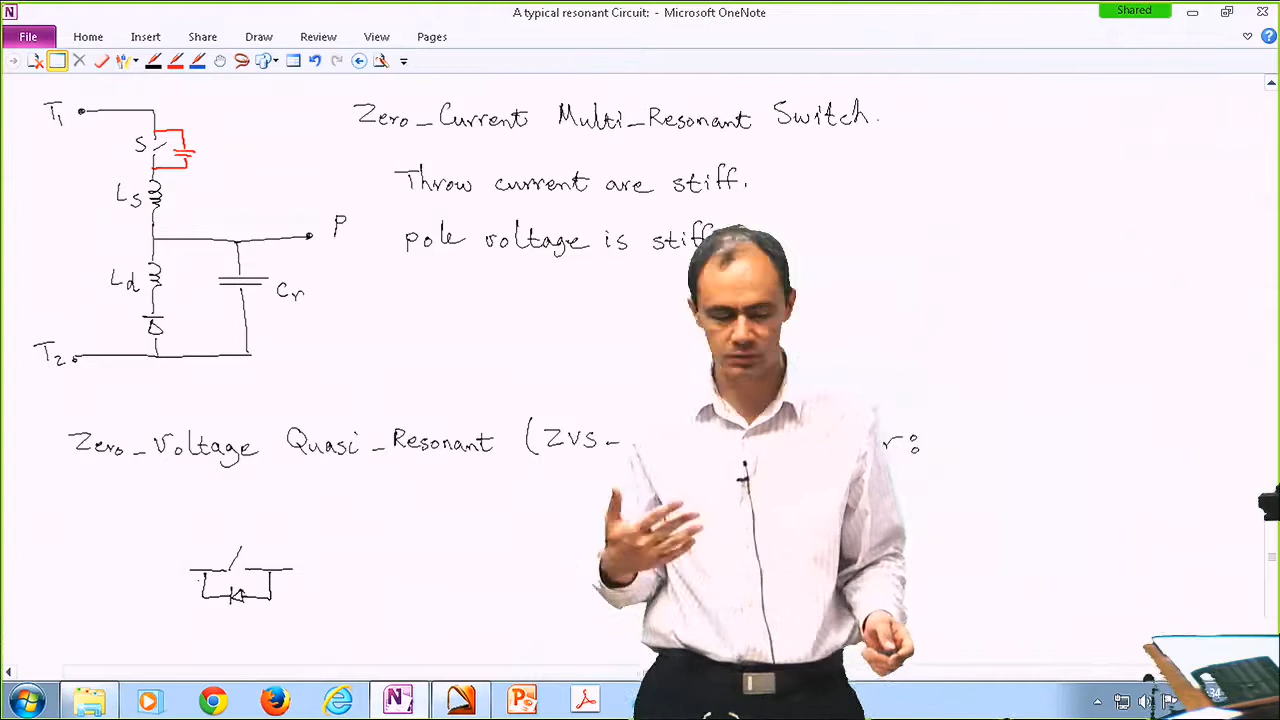 A typical resonant Circuit: - Microsoft OneNote
Shared
File Home Insert Share Draw Review View Pages
T1
S
Ls
P
Ld
Cr
D
T2
Zero_Current Multi_Resonant Switch.
Throw current are stiff.
pole voltage is stiff
Zero_Voltage Quasi_Resonant (ZVS- r: